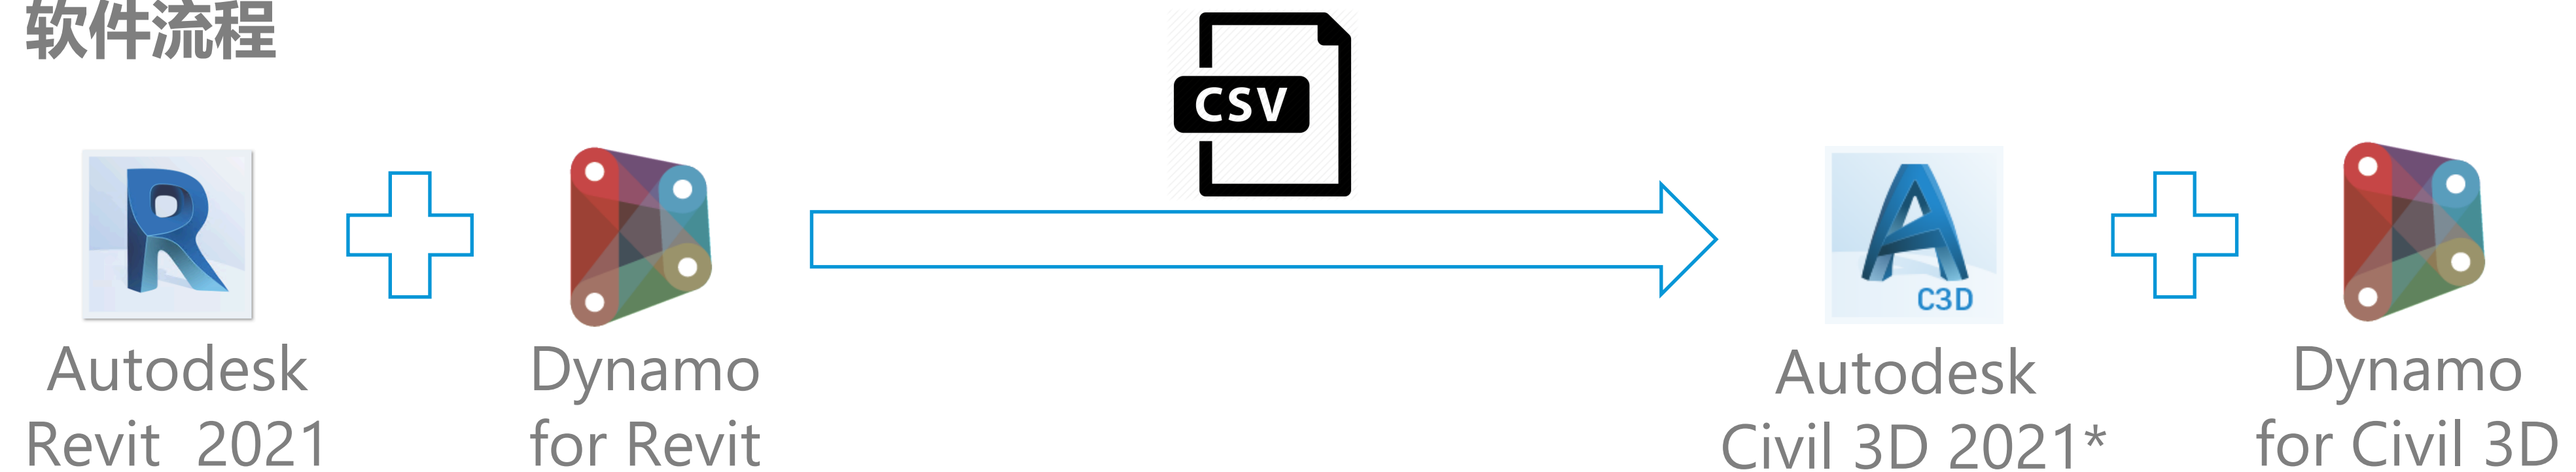 软件流程
CSV
C3D
Autodesk
Revit 2021
Dynamo
for Revit
Autodesk
Civil 3D 2021*
Dynamo
for Civil 3D